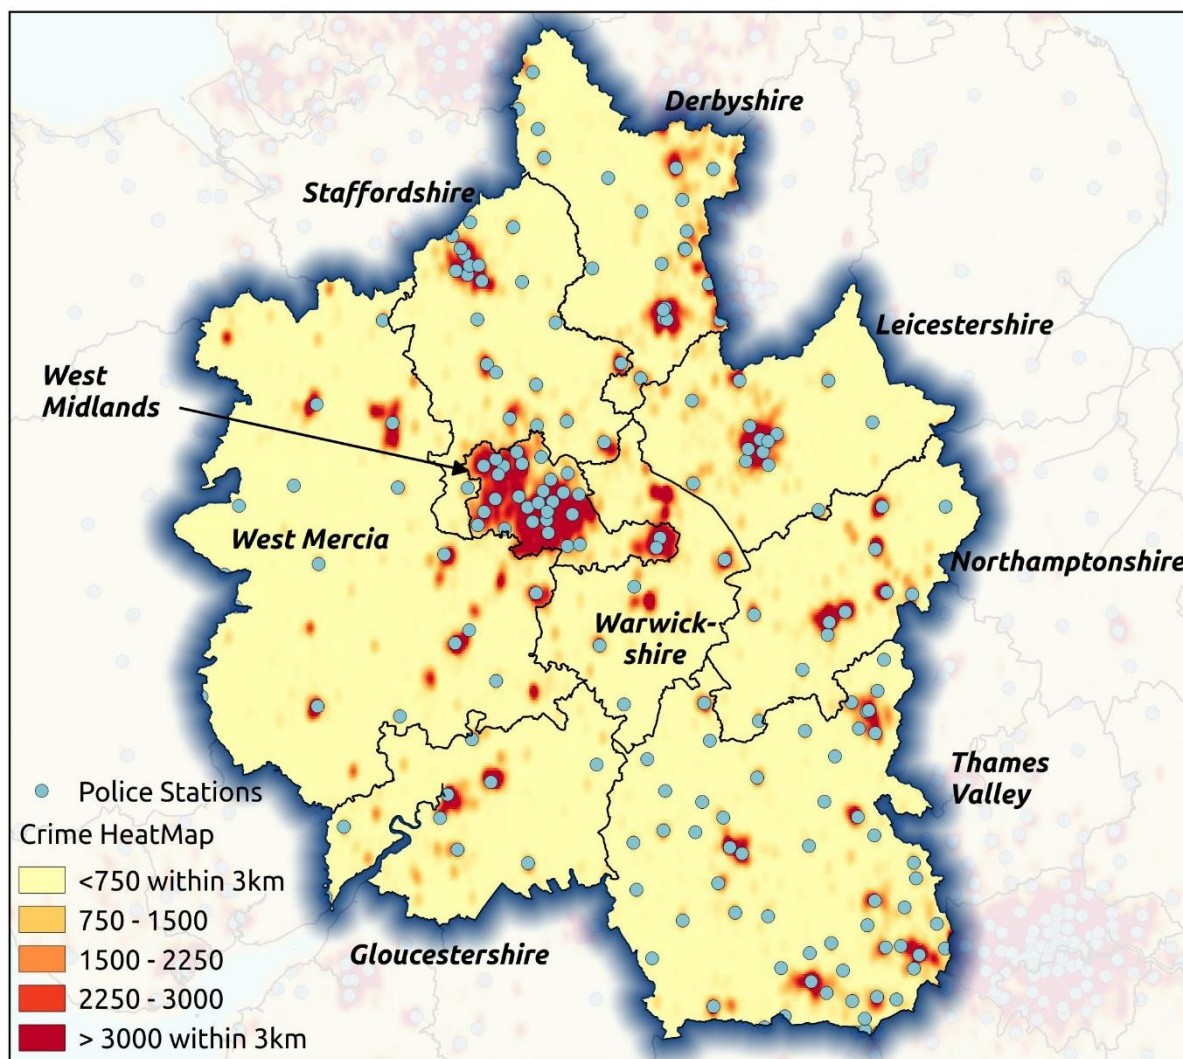 Derbyshire
Staffordshire
Leicestershire
West
Midlands
West Mercia
Northamptonshire
Warwick-
shire
Thames
Valley
Gloucestershire
Police Stations
Crime HeatMap
<750 within 3km
750 - 1500
1500 - 2250
2250 - 3000
> 3000 within 3km